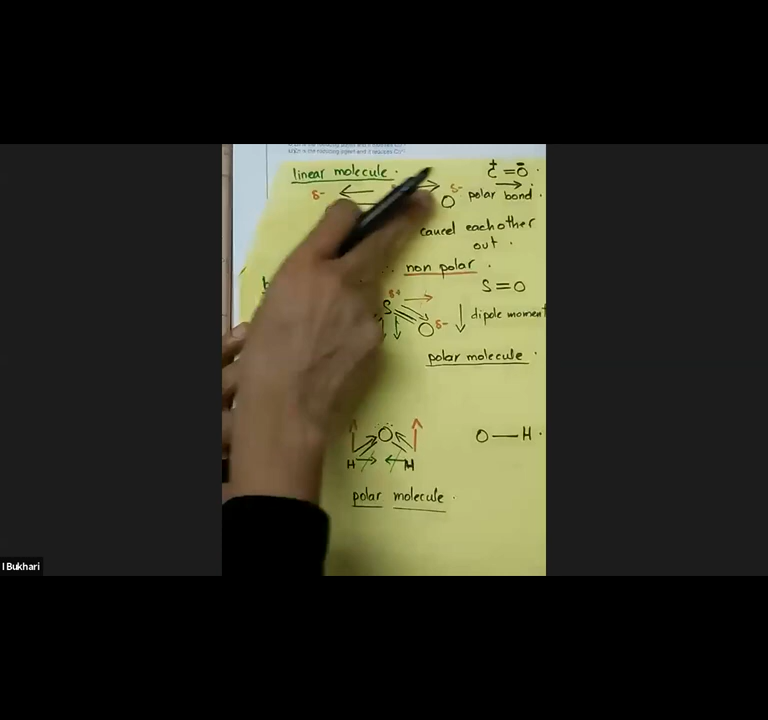 linear molecule.
C = O
+ -
δ- δ- O polar bond.
cancel each other
out.
non polar.
S = O
δ+
S
O δ- dipole moment
polar molecule.
O
H H
O — H.
polar molecule.
I Bukhari